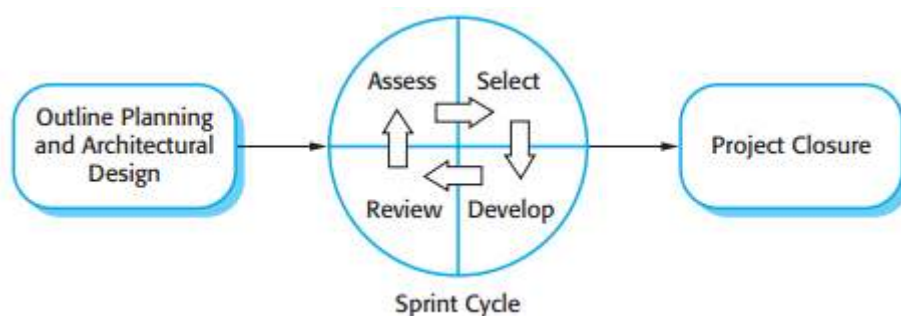 Outline Planning
and Architectural
Design
Assess
Select
Review
Develop
Sprint Cycle
Project Closure